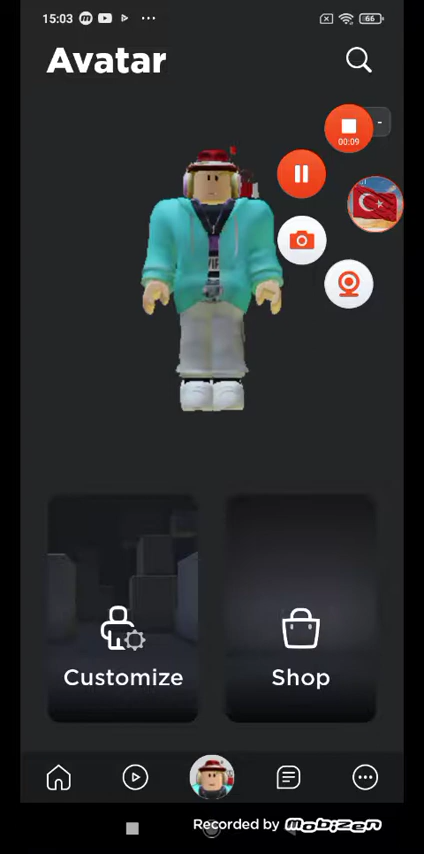 15:03
66
Avatar
00:09
Customize
Shop
Recorded by Mobizen